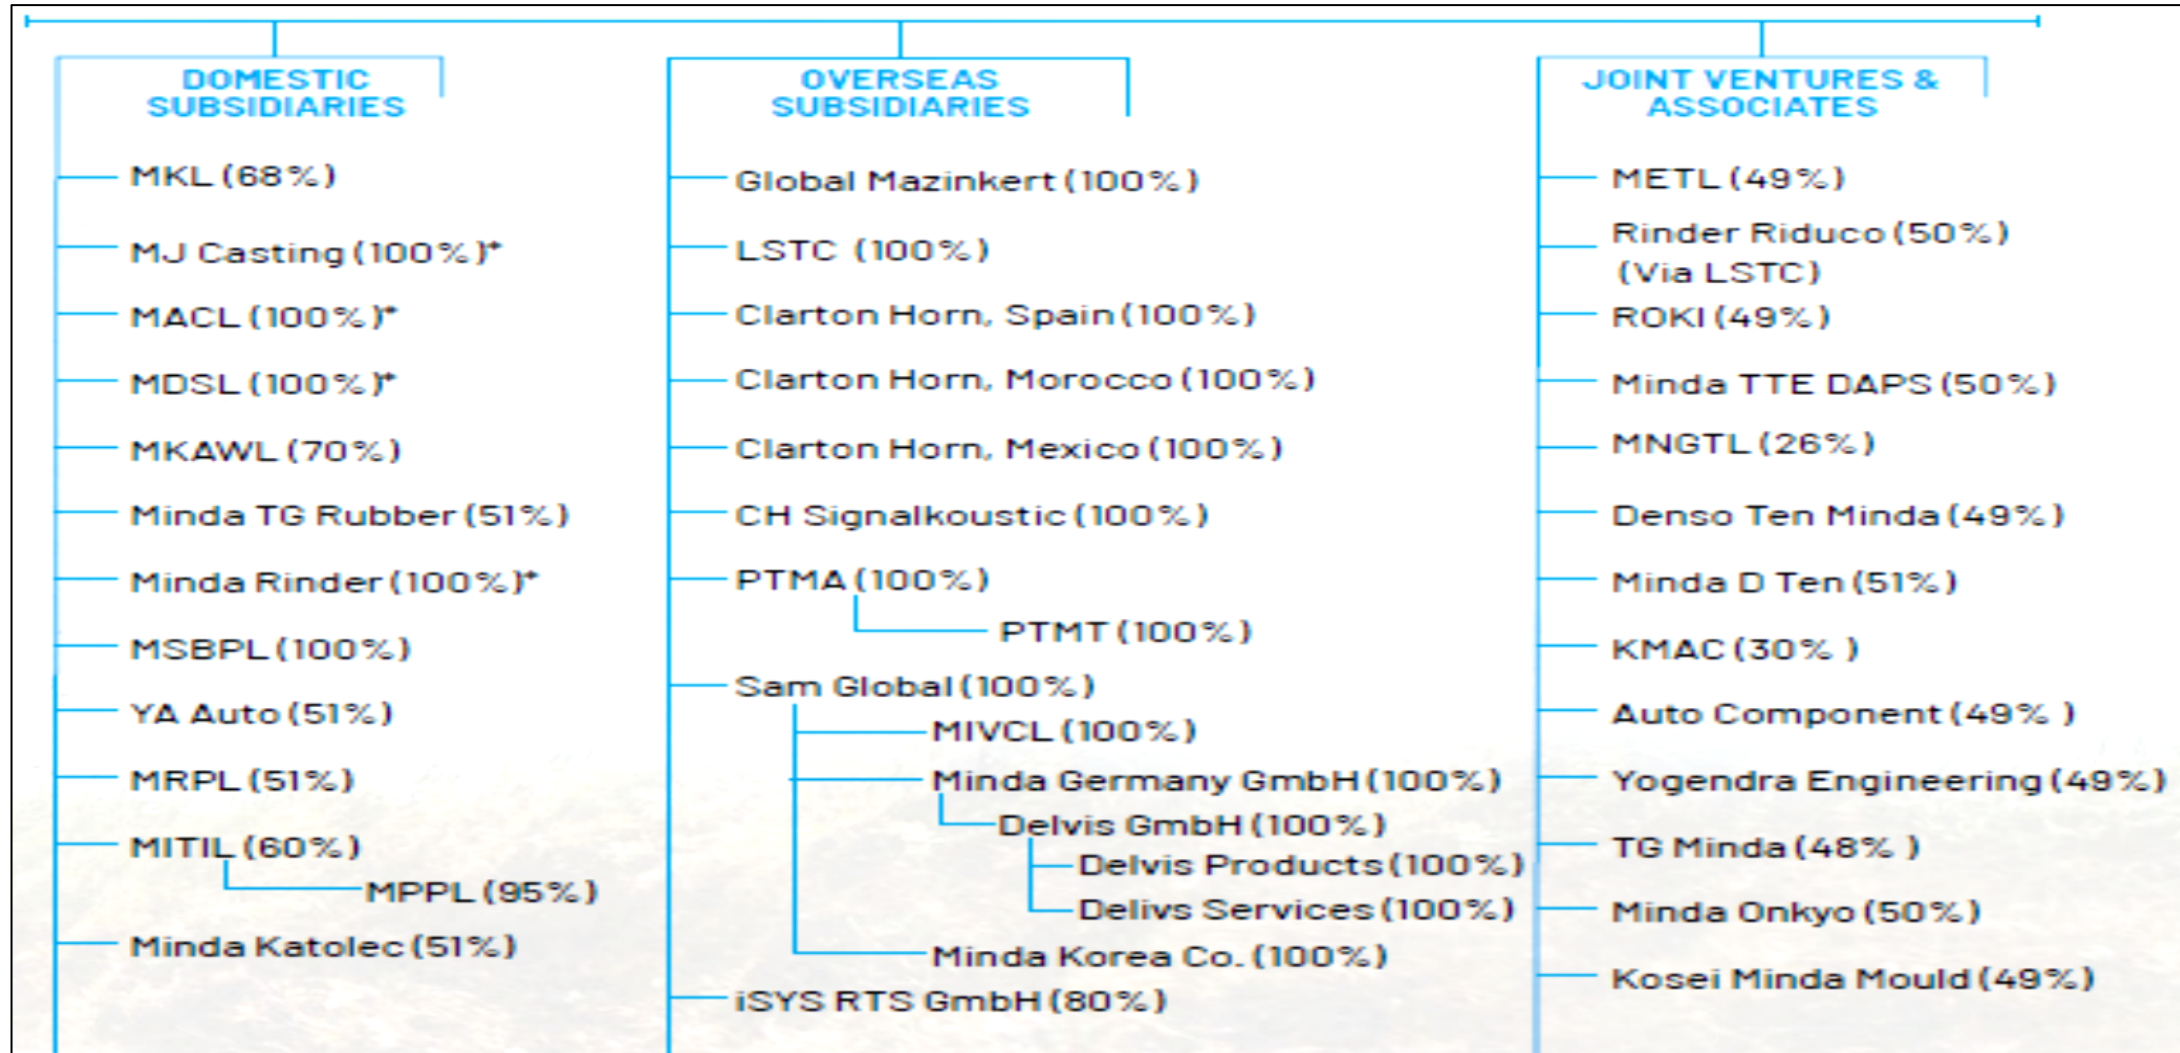 DOMESTIC
SUBSIDIARIES
MKL (68%)
MJ Casting (100%)*
MACL (100%)*
MDSL (100%)*
MKAWL (70%)
Minda TG Rubber (51%)
Minda Rinder (100%)*
MSBPL (100%)
YA Auto (51%)
MRPL (51%)
MITIL (60%)
MPPL (95%)
Minda Katolec (51%)
OVERSEAS
SUBSIDIARIES
Global Mazinkert (100%)
LSTC (100%)
Clarton Horn, Spain (100%)
Clarton Horn, Morocco (100%)
Clarton Horn, Mexico (100%)
CH Signalkoustic (100%)
PTMA (100%)
PTMT (100%)
Sam Global (100%)
MIVCL (100%)
Minda Germany GmbH (100%)
Delvis GmbH (100%)
Delvis Products (100%)
Delivs Services (100%)
Minda Korea Co. (100%)
iSYS RTS GmbH (80%)
JOINT VENTURES &
ASSOCIATES
METL (49%)
Rinder Riduco (50%)
(Via LSTC)
ROKI (49%)
Minda TTE DAPS (50%)
MNGTL (26%)
Denso Ten Minda (49%)
Minda D Ten (51%)
KMAC (30% )
Auto Component (49% )
Yogendra Engineering (49%)
TG Minda (48% )
Minda Onkyo (50%)
Kosei Minda Mould (49%)